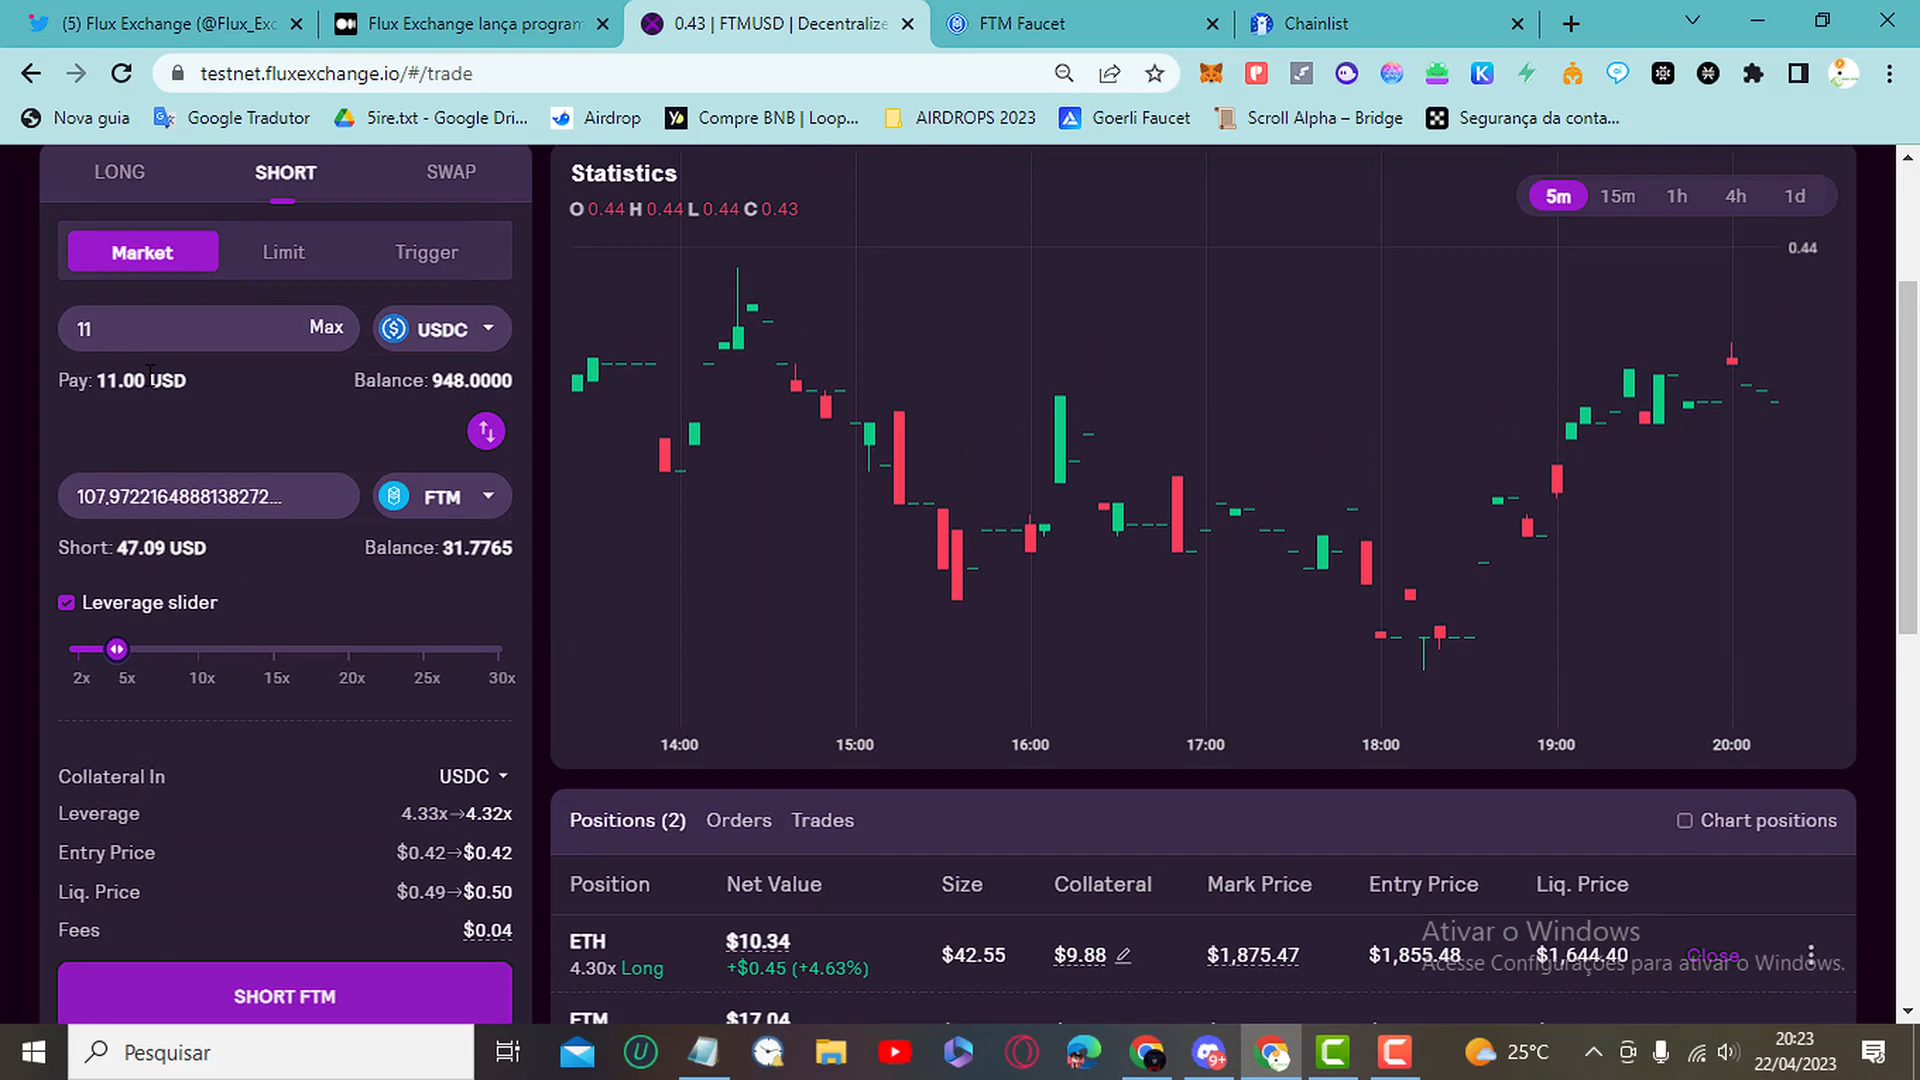 (5) Flux Exchange (@Flux_Exc
Flux Exchange lança program
0.43 | FTMUSD | Decentralize
FTM Faucet
Chainlist
testnet.fluxexchange.io/#/trade
Nova guia
Google Tradutor
5ire.txt - Google Dri...
Airdrop
Compre BNB | Loop...
AIRDROPS 2023
Goerli Faucet
Scroll Alpha – Bridge
Segurança da conta...
LONG
SHORT
SWAP
Market
Limit
Trigger
11
Max
USDC
Pay: 11.00 USD
Balance: 948.0000
107,9722164888138272...
FTM
Short: 47.09 USD
Balance: 31.7765
Leverage slider
2x 5x 10x 15x 20x 25x 30x
Collateral In
USDC
Leverage
4.33x→4.32x
Entry Price
$0.42→$0.42
Liq. Price
$0.49→$0.50
Fees
$0.04
SHORT FTM
Statistics
O 0.44 H 0.44 L 0.44 C 0.43
5m 15m 1h 4h 1d
0.44
14:00 15:00 16:00 17:00 18:00 19:00 20:00
Positions (2)
Orders
Trades
Chart positions
Position Net Value Size Collateral Mark Price Entry Price Liq. Price
ETH
4.30x Long
$10.34
+$0.45 (+4.63%)
$42.55
$9.88
$1,875.47
$1,855.48
$1,644.40
Close
FTM
$17.04
Ativar o Windows
Acesse Configurações para ativar o Windows.
Pesquisar
9+
25°C
20:23
22/04/2023